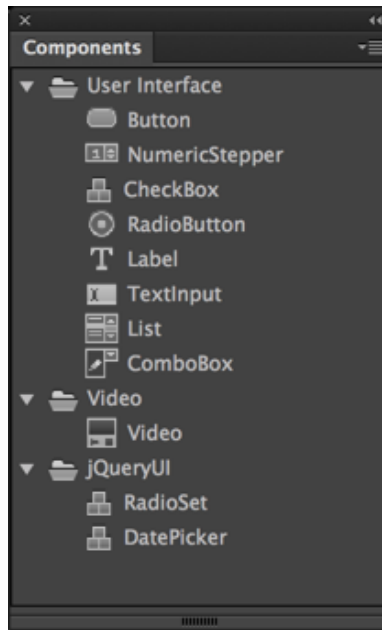 Components
User Interface
Button
NumericStepper
CheckBox
RadioButton
Label
TextInput
List
ComboBox
Video
Video
jQueryUI
RadioSet
DatePicker